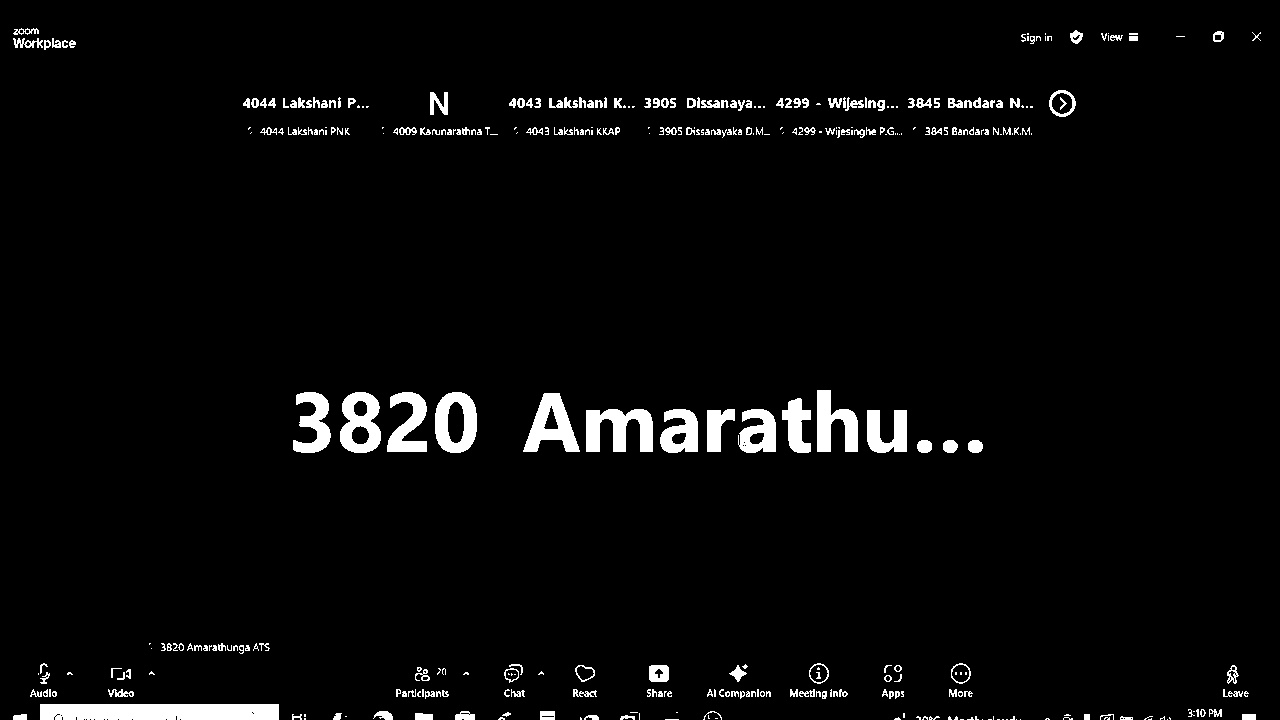 zoom
Workplace
Sign in
View
4044 Lakshani P...
N
4043 Lakshani K...
3905 Dissanaya...
4299 - Wijesing...
3845 Bandara N...
4044 Lakshani PNK
4009 Karunarathna T...
4043 Lakshani KKAP
3905 Dissanayaka D.M...
4299 - Wijesinghe P.G....
3845 Bandara N.M.K.M.
3820 Amarathu...
3820 Amarathunga ATS
Audio
Video
Participants
20
Chat
React
Share
AI Companion
Meeting info
Apps
More
Leave
3:10 PM